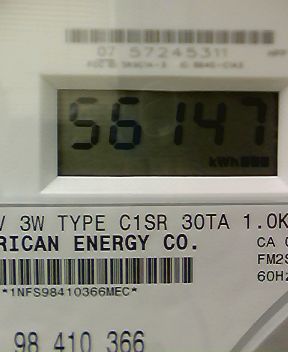 07 57245311
56147
kWh
V 3W TYPE C1SR 30TA 1.0K
RICAN ENERGY CO.
CA
FM2S
60Hz
*1NFS98410366MEC*
98 410 366